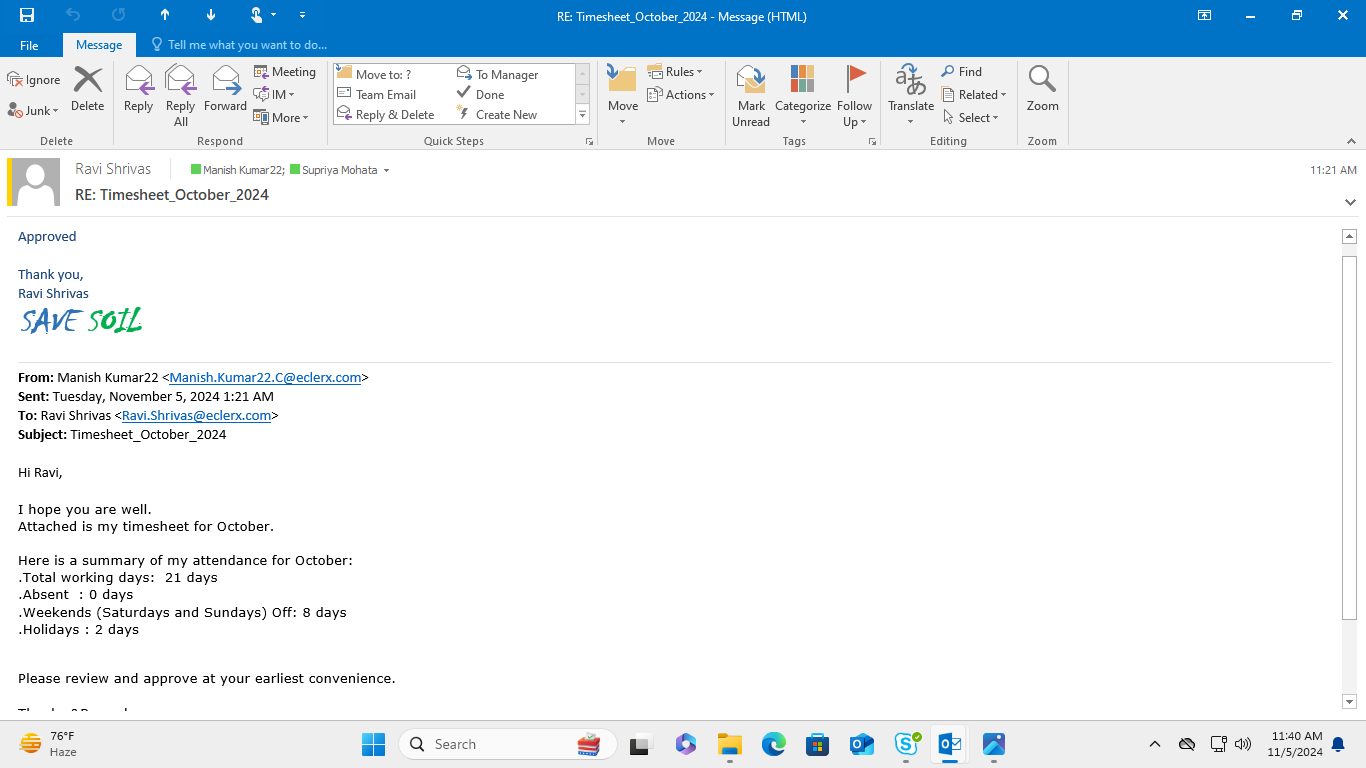 RE: Timesheet_October_2024 - Message (HTML)
File
Message
Tell me what you want to do...
Ignore
Junk
Delete
Delete
Reply
Reply All
Forward
Meeting
IM
More
Respond
Move to: ?
Team Email
Reply & Delete
To Manager
Done
Create New
Quick Steps
Move
Rules
Actions
Move
Mark Unread
Categorize
Follow Up
Tags
Translate
Find
Related
Select
Editing
Zoom
Zoom
Ravi Shrivas
Manish Kumar22; Supriya Mohata
11:21 AM
RE: Timesheet_October_2024
Approved
Thank you,
Ravi Shrivas
SAVE SOIL
From: Manish Kumar22 <Manish.Kumar22.C@eclerx.com>
Sent: Tuesday, November 5, 2024 1:21 AM
To: Ravi Shrivas <Ravi.Shrivas@eclerx.com>
Subject: Timesheet_October_2024
Hi Ravi,
I hope you are well.
Attached is my timesheet for October.
Here is a summary of my attendance for October:
.Total working days:  21 days
.Absent  : 0 days
.Weekends (Saturdays and Sundays) Off: 8 days
.Holidays : 2 days
Please review and approve at your earliest convenience.
76°F
Haze
Search
11:40 AM
11/5/2024